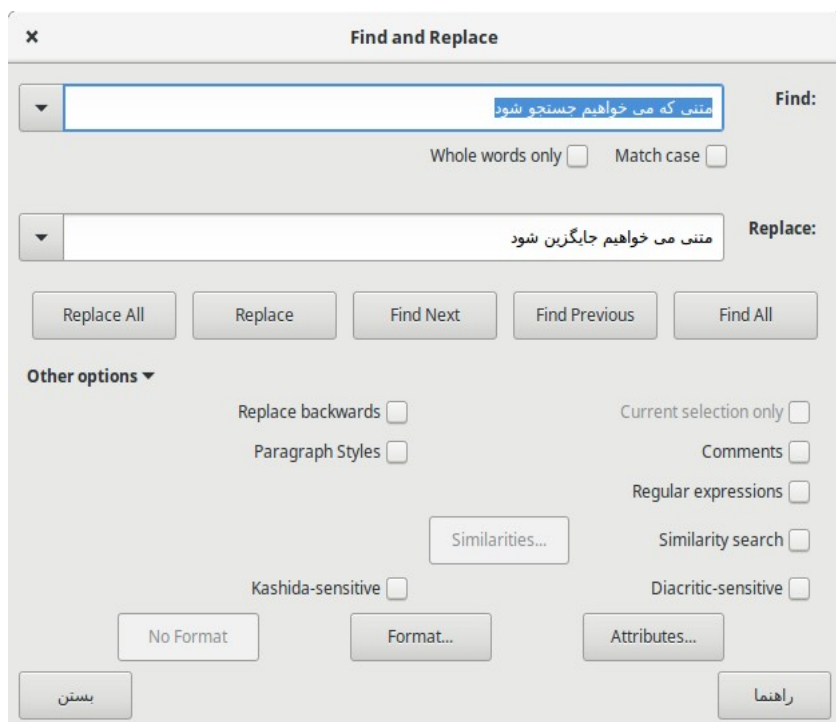 Find and Replace
Find:
متنی که می خواهیم جستجو شود
Match case
Whole words only
Replace:
متنی می خواهیم جایگزین شود
Find All
Find Previous
Find Next
Replace
Replace All
Other options
Current selection only
Replace backwards
Comments
Paragraph Styles
Regular expressions
Similarity search
Similarities...
Diacritic-sensitive
Kashida-sensitive
Attributes...
Format...
No Format
راهنما
بستن